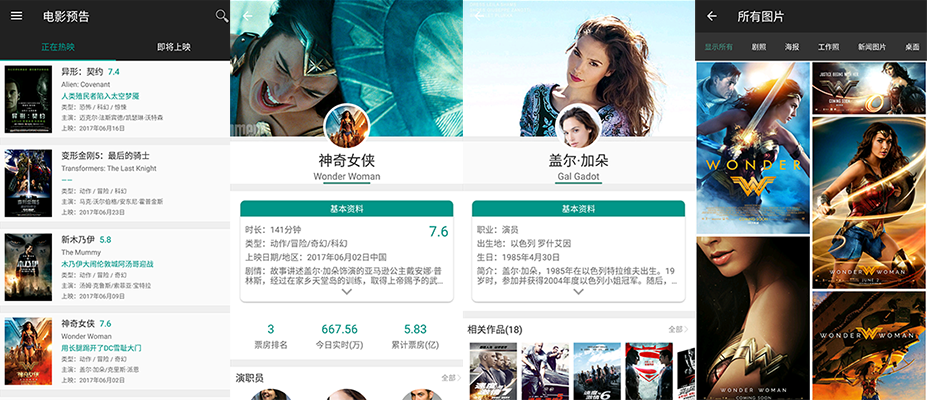 电影预告
正在热映
即将上映
异形：契约 7.4
Alien: Covenant
人类殖民者陷入太空梦魇
类型：恐怖 / 科幻 / 惊悚
主演：迈克尔·法斯宾德/凯瑟琳·沃特森
上映：2017年06月16日
变形金刚5：最后的骑士
Transformers: The Last Knight
——
类型：动作 / 冒险 / 科幻
主演：马克·沃尔伯格/安东尼·霍普金斯
上映：2017年06月23日
新木乃伊 5.8
The Mummy
木乃伊大闹伦敦城阿汤哥迎战
类型：动作 / 冒险 / 奇幻
主演：汤姆·克鲁斯/索菲亚·宝特拉
上映：2017年06月09日
神奇女侠 7.6
Wonder Woman
用长腿踢开了DC雪耻大门
类型：动作 / 冒险 / 奇幻
主演：盖尔·加朵/克里斯·派恩
上映：2017年06月02日
神奇女侠
Wonder Woman
基本资料
时长：141分钟
7.6
类型：动作/冒险/奇幻/科幻
上映日期/地区：2017年06月02日中国
剧情：故事讲述盖尔·加朵饰演的亚马逊公主戴安娜·普
林斯，经过在家乡天堂岛的训练，取得上帝赐予的武...
3
667.56
5.83
票房排名
今日实时(万)
累计票房(亿)
演职员
全部
盖尔·加朵
Gal Gadot
基本资料
职业：演员
出生地：以色列 罗什艾因
生日：1985年4月30日
简介：盖尔·加朵，1985年在以色列特拉维夫出生。19
岁时，参加并获得2004年度以色列小姐冠军。随后，...
相关作品(18)
全部
所有图片
显示所有
剧照
海报
工作照
新闻图片
桌面
WONDER
JUSTICE BEGINS WITH HER
COMING SOON
WONDER WOMAN
WONDER WOMAN
COMING SOON
WONDER WOMAN